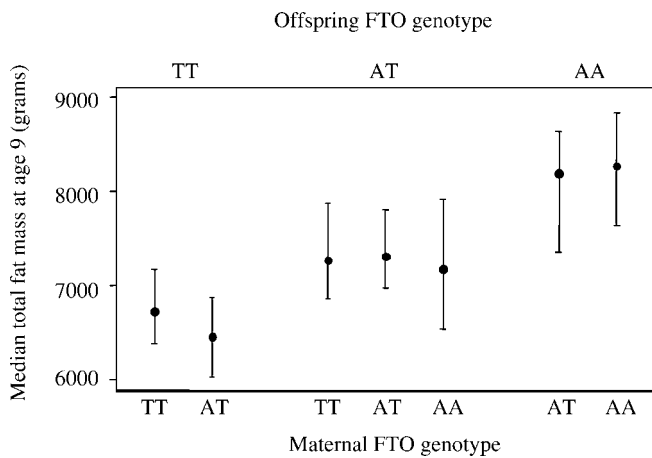 Offspring FTO genotype
TT AT AA
Median total fat mass at age 9 (grams)
9000
8000
7000
6000
TT AT TT AT AA AT AA
Maternal FTO genotype